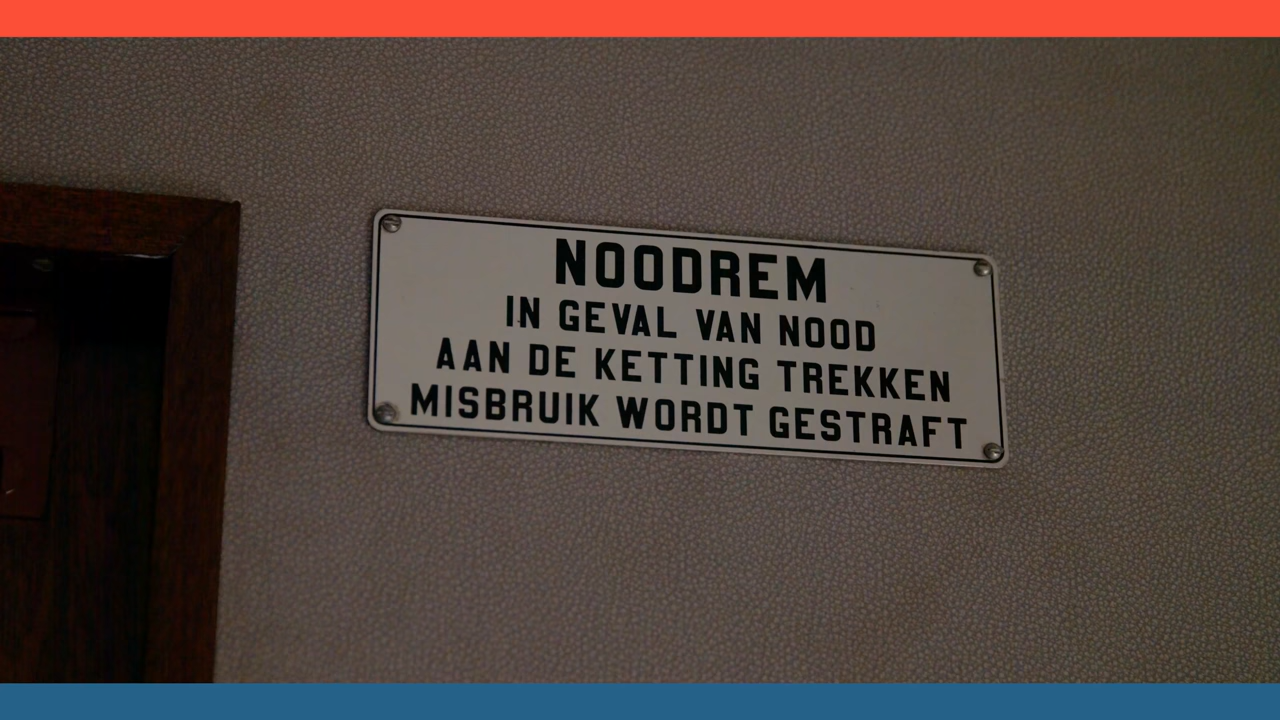 NOODREM
IN GEVAL VAN NOOD
AAN DE KETTING TREKKEN
MISBRUIK WORDT GESTRAFT